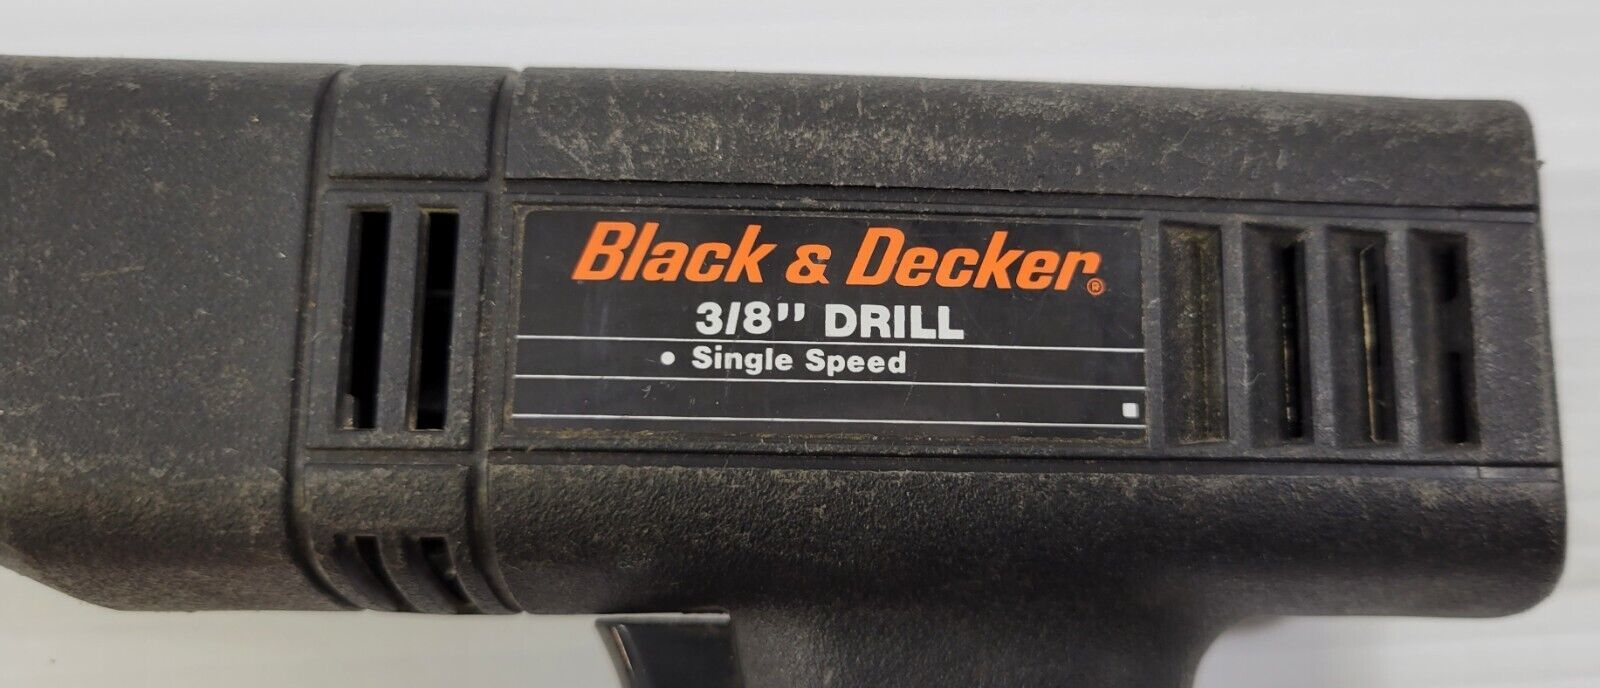 Black & Decker®
3/8" DRILL
• Single Speed